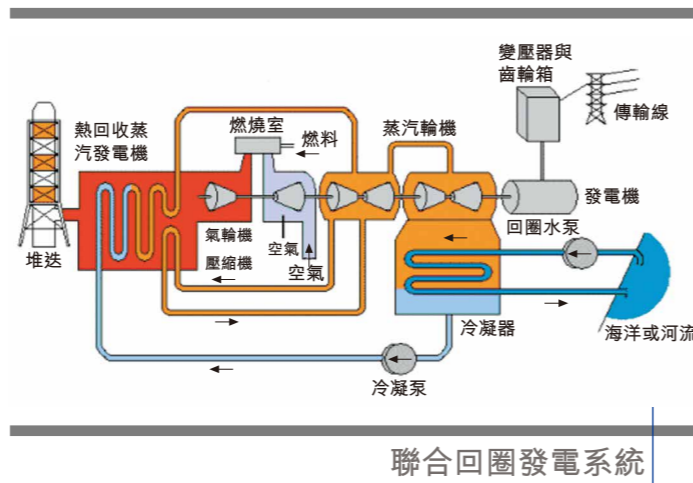 變壓器與
齒輪箱
傳輸線
熱回收蒸
汽發電機
燃燒室
燃料
蒸汽輪機
發電機
氣輪機
空氣
回圈水泵
壓縮機
空氣
堆迭
冷凝器
海洋或河流
冷凝泵
聯合回圈發電系統